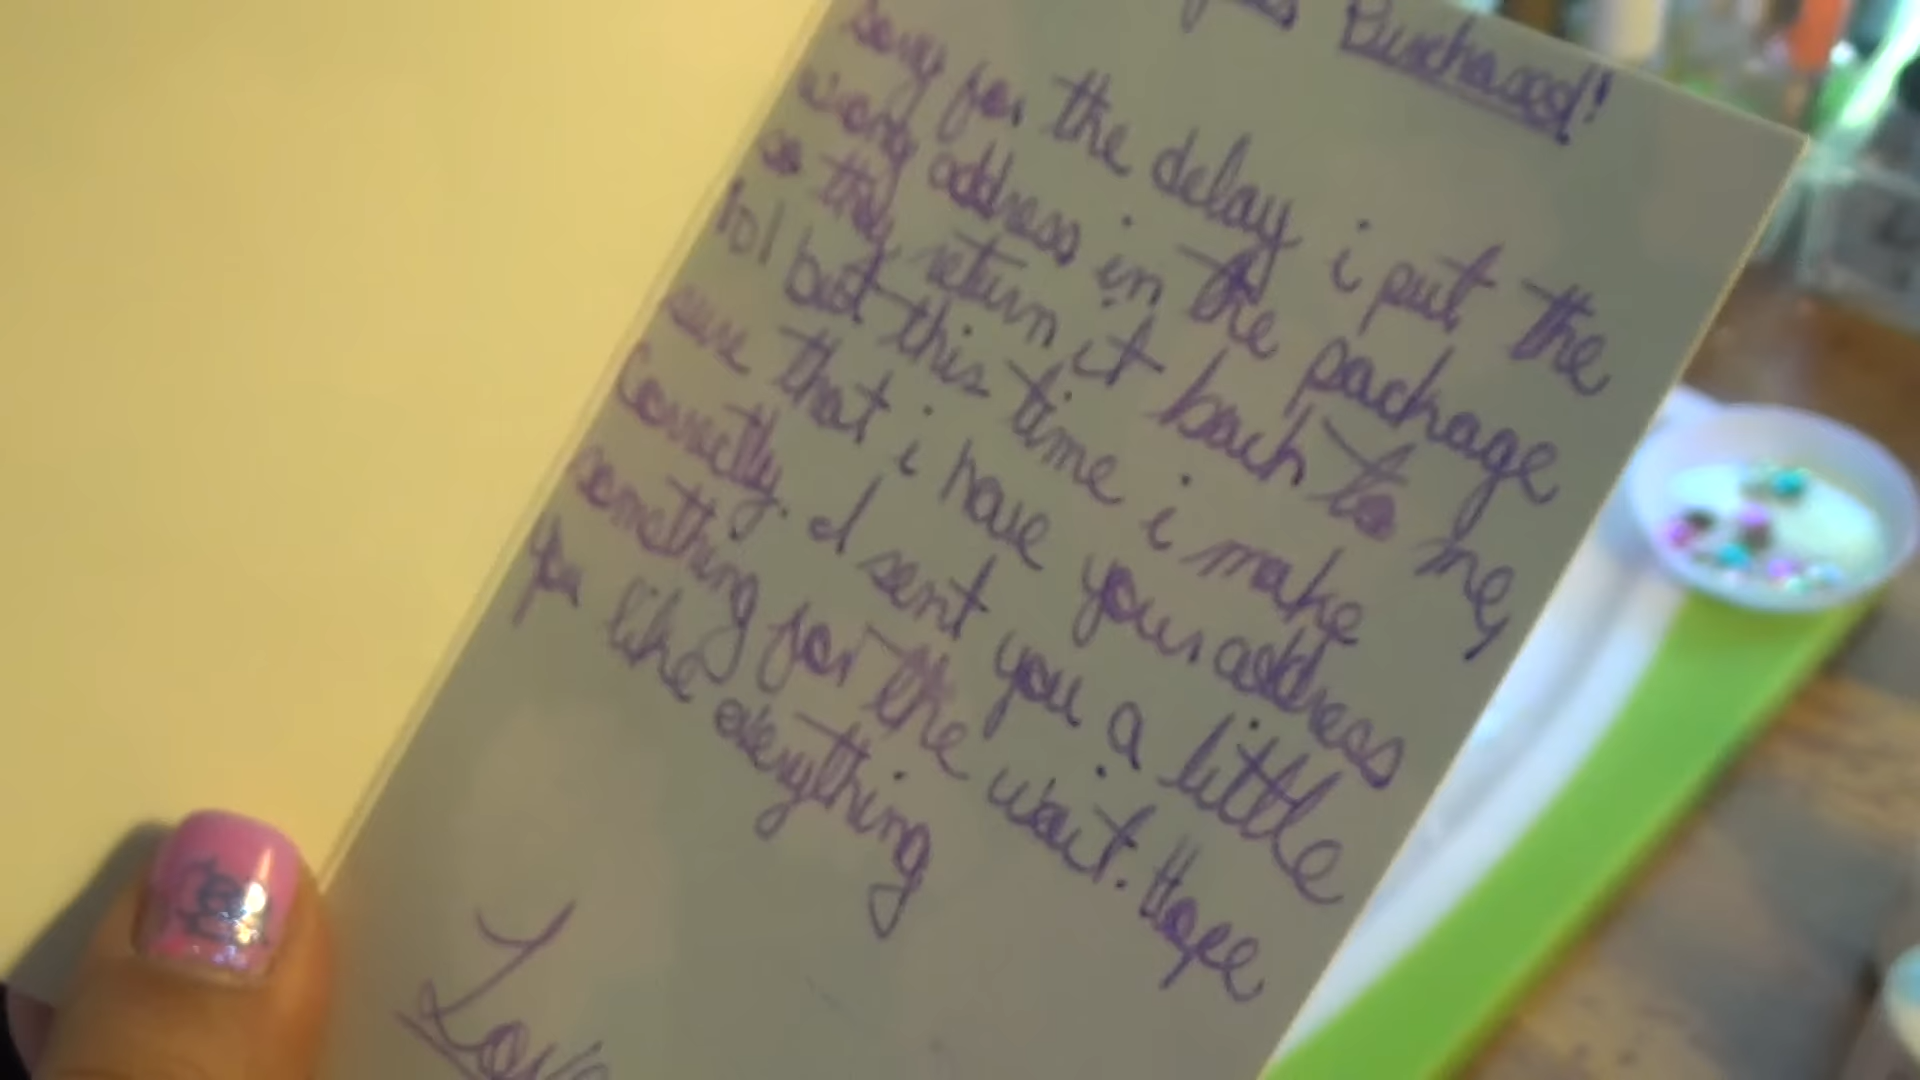 Purchased!
Sorry for the delay i put the
wrong address in the package
so they return it back to me,
lol but this time i make
sure that i have your address
Correctly. I sent you a little
something for the wait. Hope
you like everything
Love